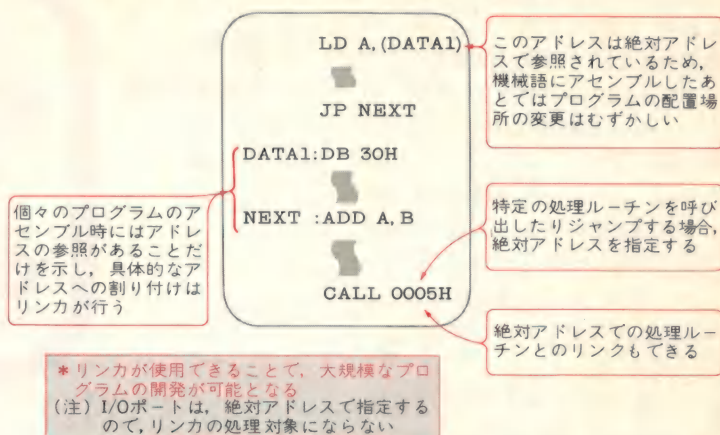 LD A,(DATA1)
JP NEXT
DATA1:DB 30H
NEXT :ADD A,B
CALL 0005H
このアドレスは絶対アドレ
スで参照されているため,
機械語にアセンブルしたあ
とではプログラムの配置場
所の変更はむずかしい
個々のプログラムのア
センブル時にはアドレ
スの参照があることだ
けを示し,具体的なア
ドレスへの割り付けは
リンカが行う
特定の処理ルーチンを呼び
出したりジャンプする場合,
絶対アドレスを指定する
絶対アドレスでの処理ルー
チンとのリンクもできる
*リンカが使用できることで,大規模なプロ
グラムの開発が可能となる
(注)I/Oポートは,絶対アドレスで指定する
ので,リンカの処理対象にならない